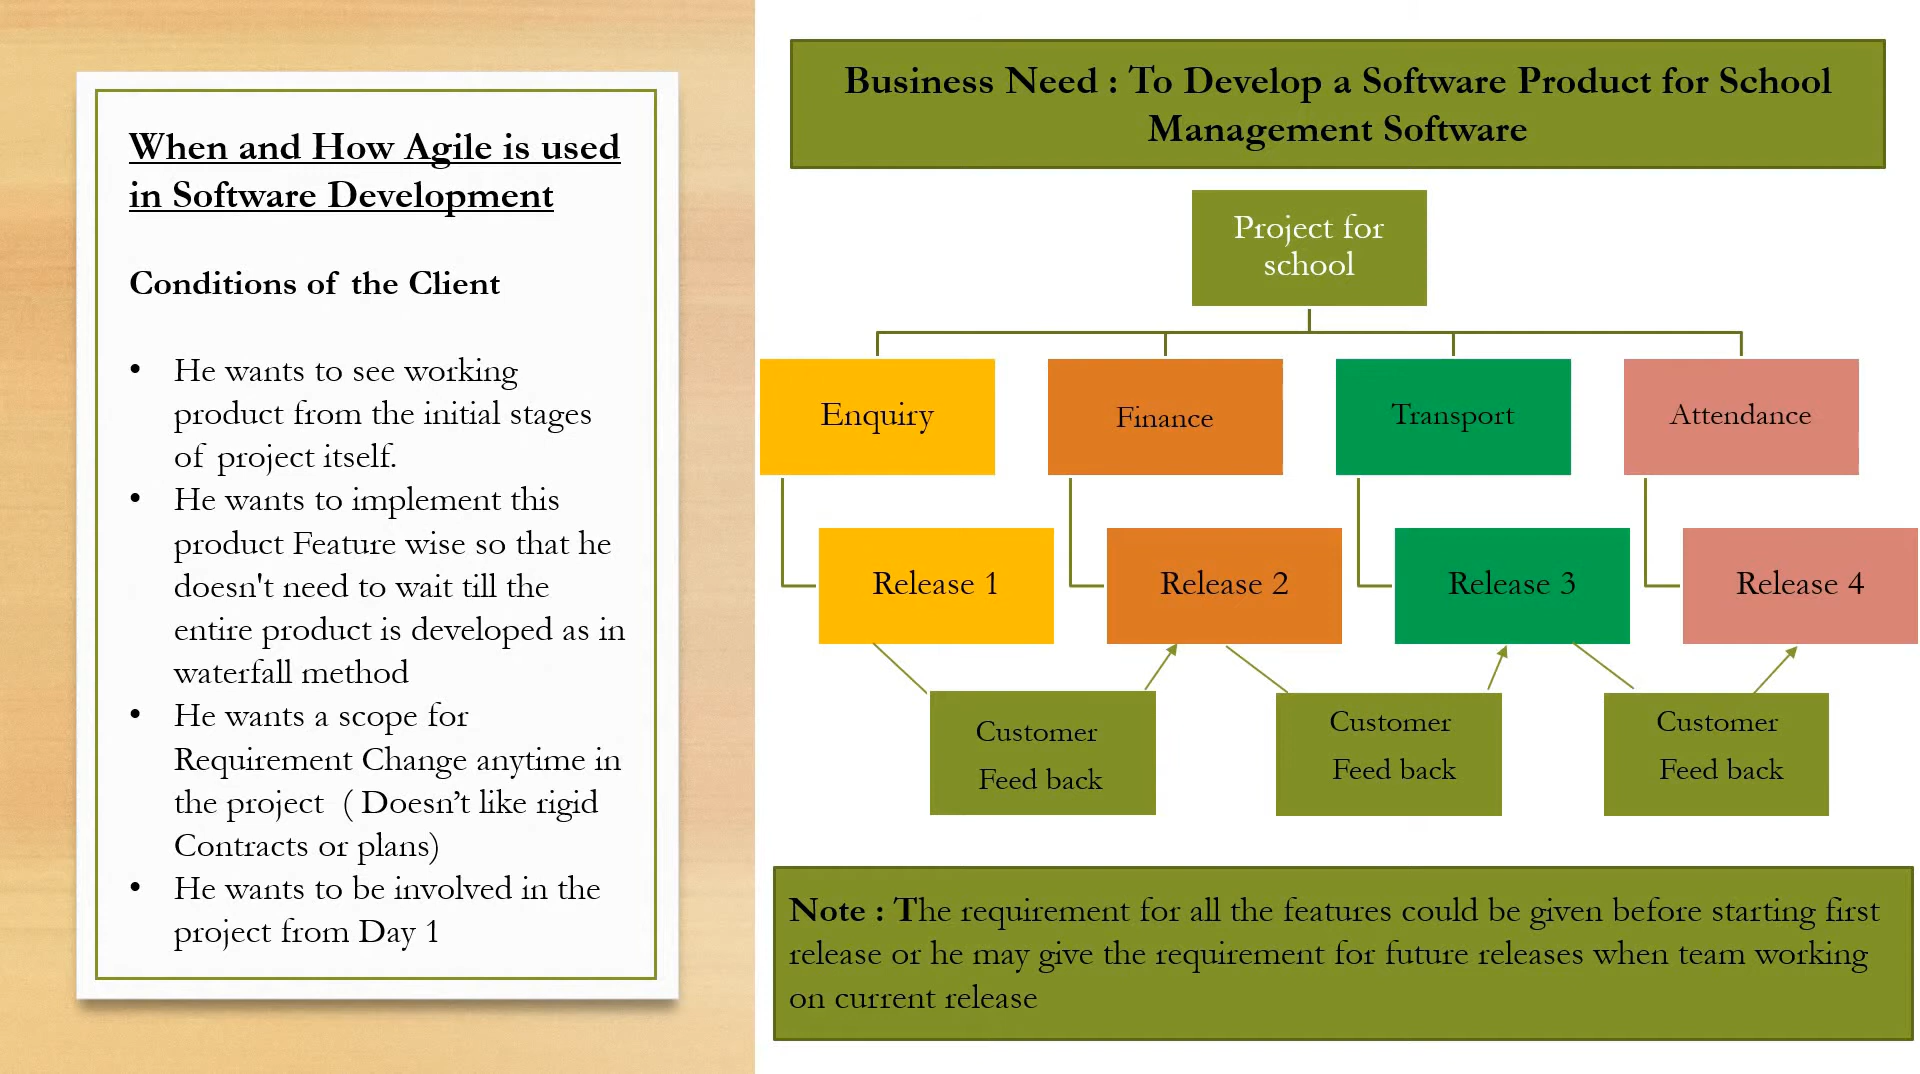 When and How Agile is used
in Software Development
Conditions of the Client
• He wants to see working
product from the initial stages
of project itself.
• He wants to implement this
product Feature wise so that he
doesn't need to wait till the
entire product is developed as in
waterfall method
• He wants a scope for
Requirement Change anytime in
the project ( Doesn’t like rigid
Contracts or plans)
• He wants to be involved in the
project from Day 1
Business Need : To Develop a Software Product for School
Management Software
Project for
school
Enquiry
Finance
Transport
Attendance
Release 1
Release 2
Release 3
Release 4
Customer
Feed back
Customer
Feed back
Customer
Feed back
Note : The requirement for all the features could be given before starting first
release or he may give the requirement for future releases when team working
on current release